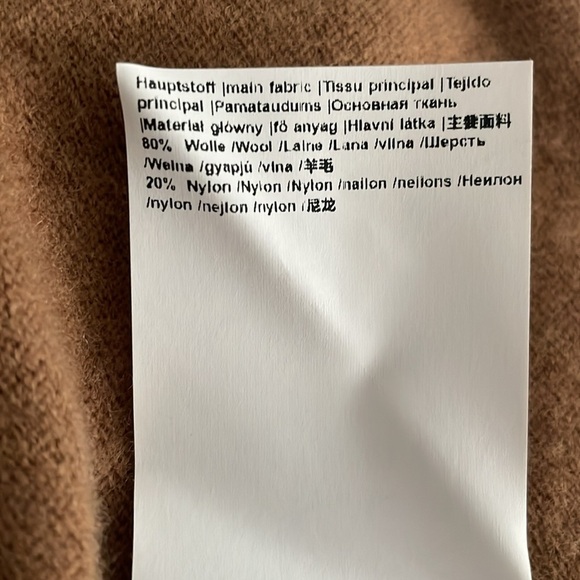 Hauptstoff |main fabric |Tissu principal |Tejido
principal |Pamataudums |Основная ткань
|Materiał główny |fő anyag |Hlavní látka |主要面料
80% Wolle /Wool /Laine /Lana /vilna /Шерсть
/Wełna /gyapjú /vlna /羊毛
20% Nylon /Nylon /Nylon /nailon /neilons /Неилон
/nylon /nejlon /nylon /尼龙